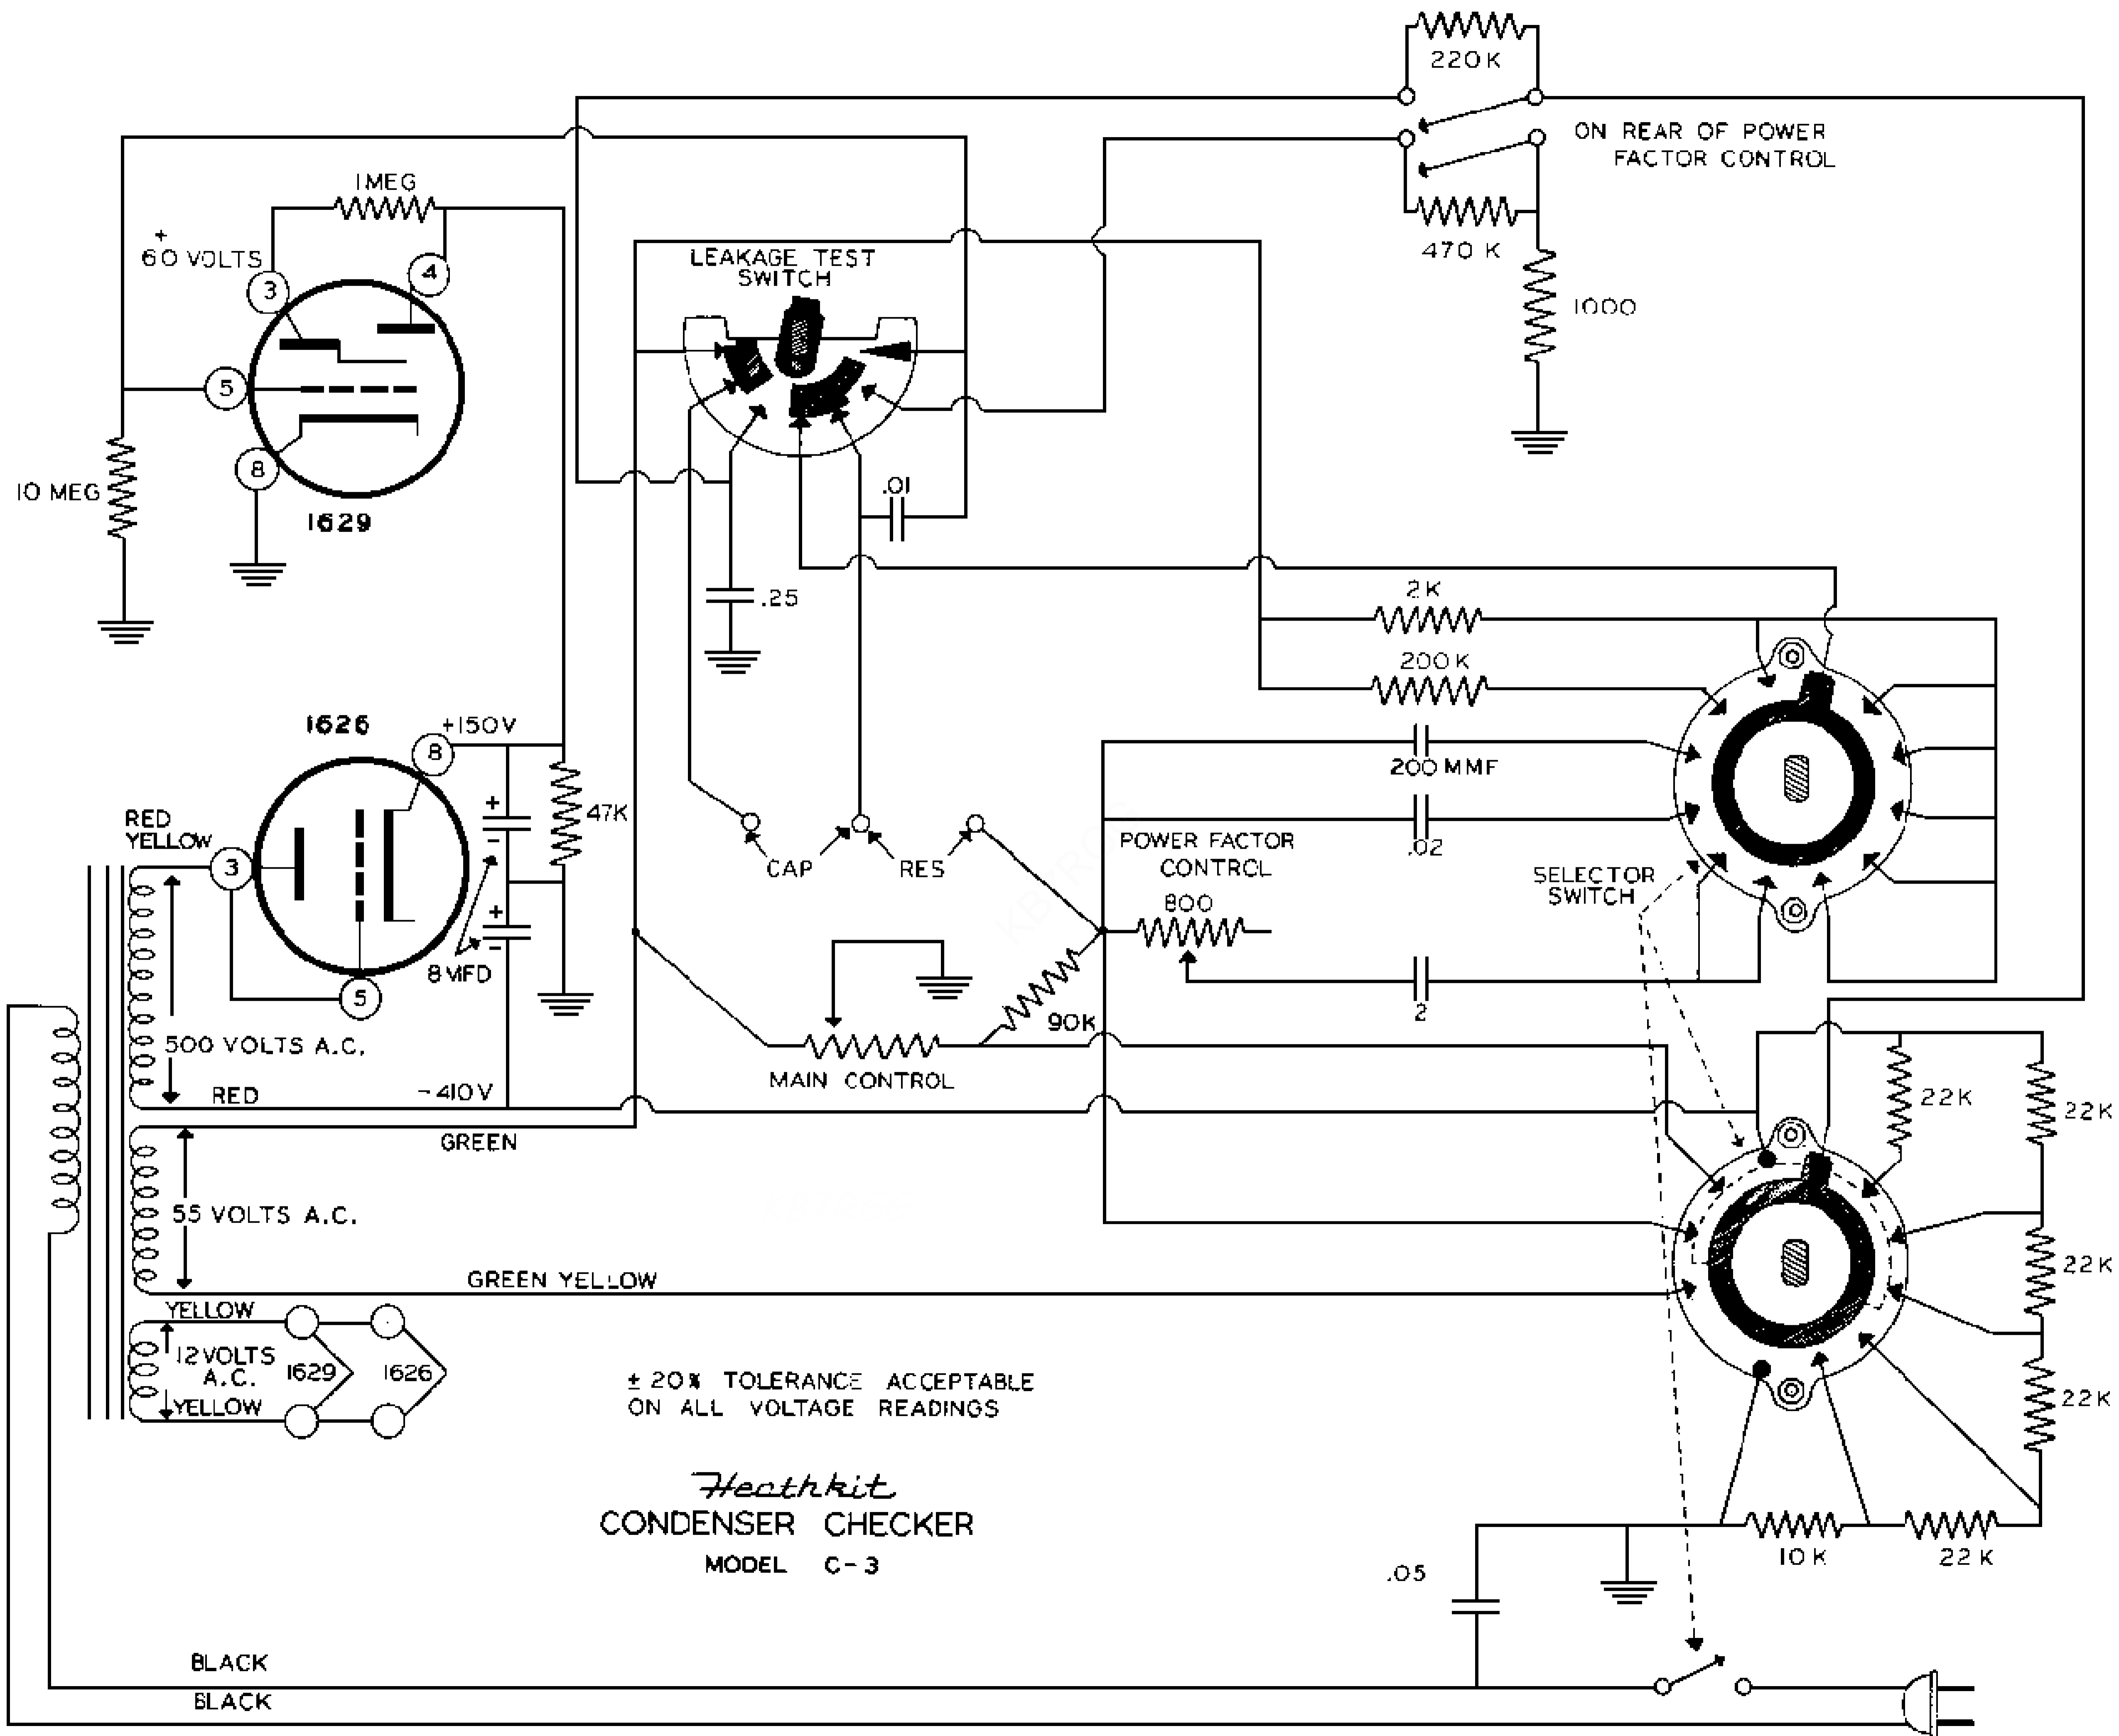 220K
ON REAR OF POWER
FACTOR CONTROL
1MEG
+
60 VOLTS
3
4
LEAKAGE TEST
SWITCH
470 K
1000
5
8
10 MEG
1629
.01
.25
2K
200K
1626
+150V
8
200 MMF
+
-
47K
RED
YELLOW
3
CAP
RES
POWER FACTOR
CONTROL
.02
SELECTOR
SWITCH
800
+
-
8MFD
5
90K
2
500 VOLTS A.C.
MAIN CONTROL
RED
-410V
22K
22K
GREEN
55 VOLTS A.C.
GREEN YELLOW
22K
YELLOW
12 VOLTS
A.C.
1629
1626
YELLOW
± 20% TOLERANCE ACCEPTABLE
ON ALL VOLTAGE READINGS
22K
Heathkit
CONDENSER CHECKER
MODEL C-3
10K
22K
.05
BLACK
BLACK